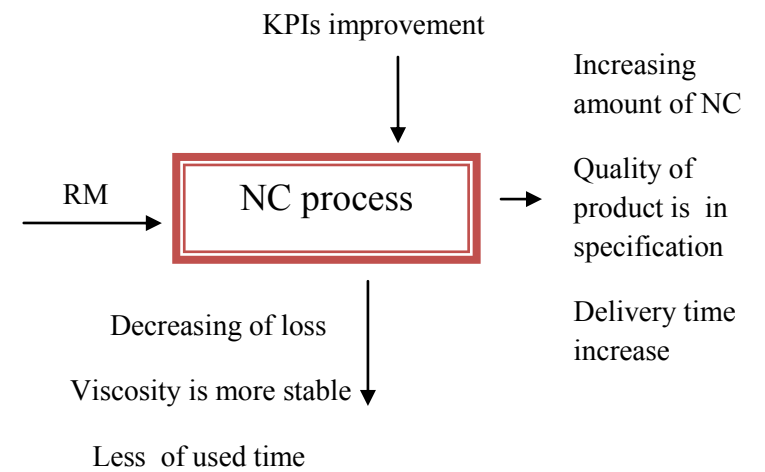 KPIs improvement
Increasing
amount of NC
RM
NC process
Quality of
product is in
specification
Decreasing of loss
Delivery time
increase
Viscosity is more stable
Less of used time